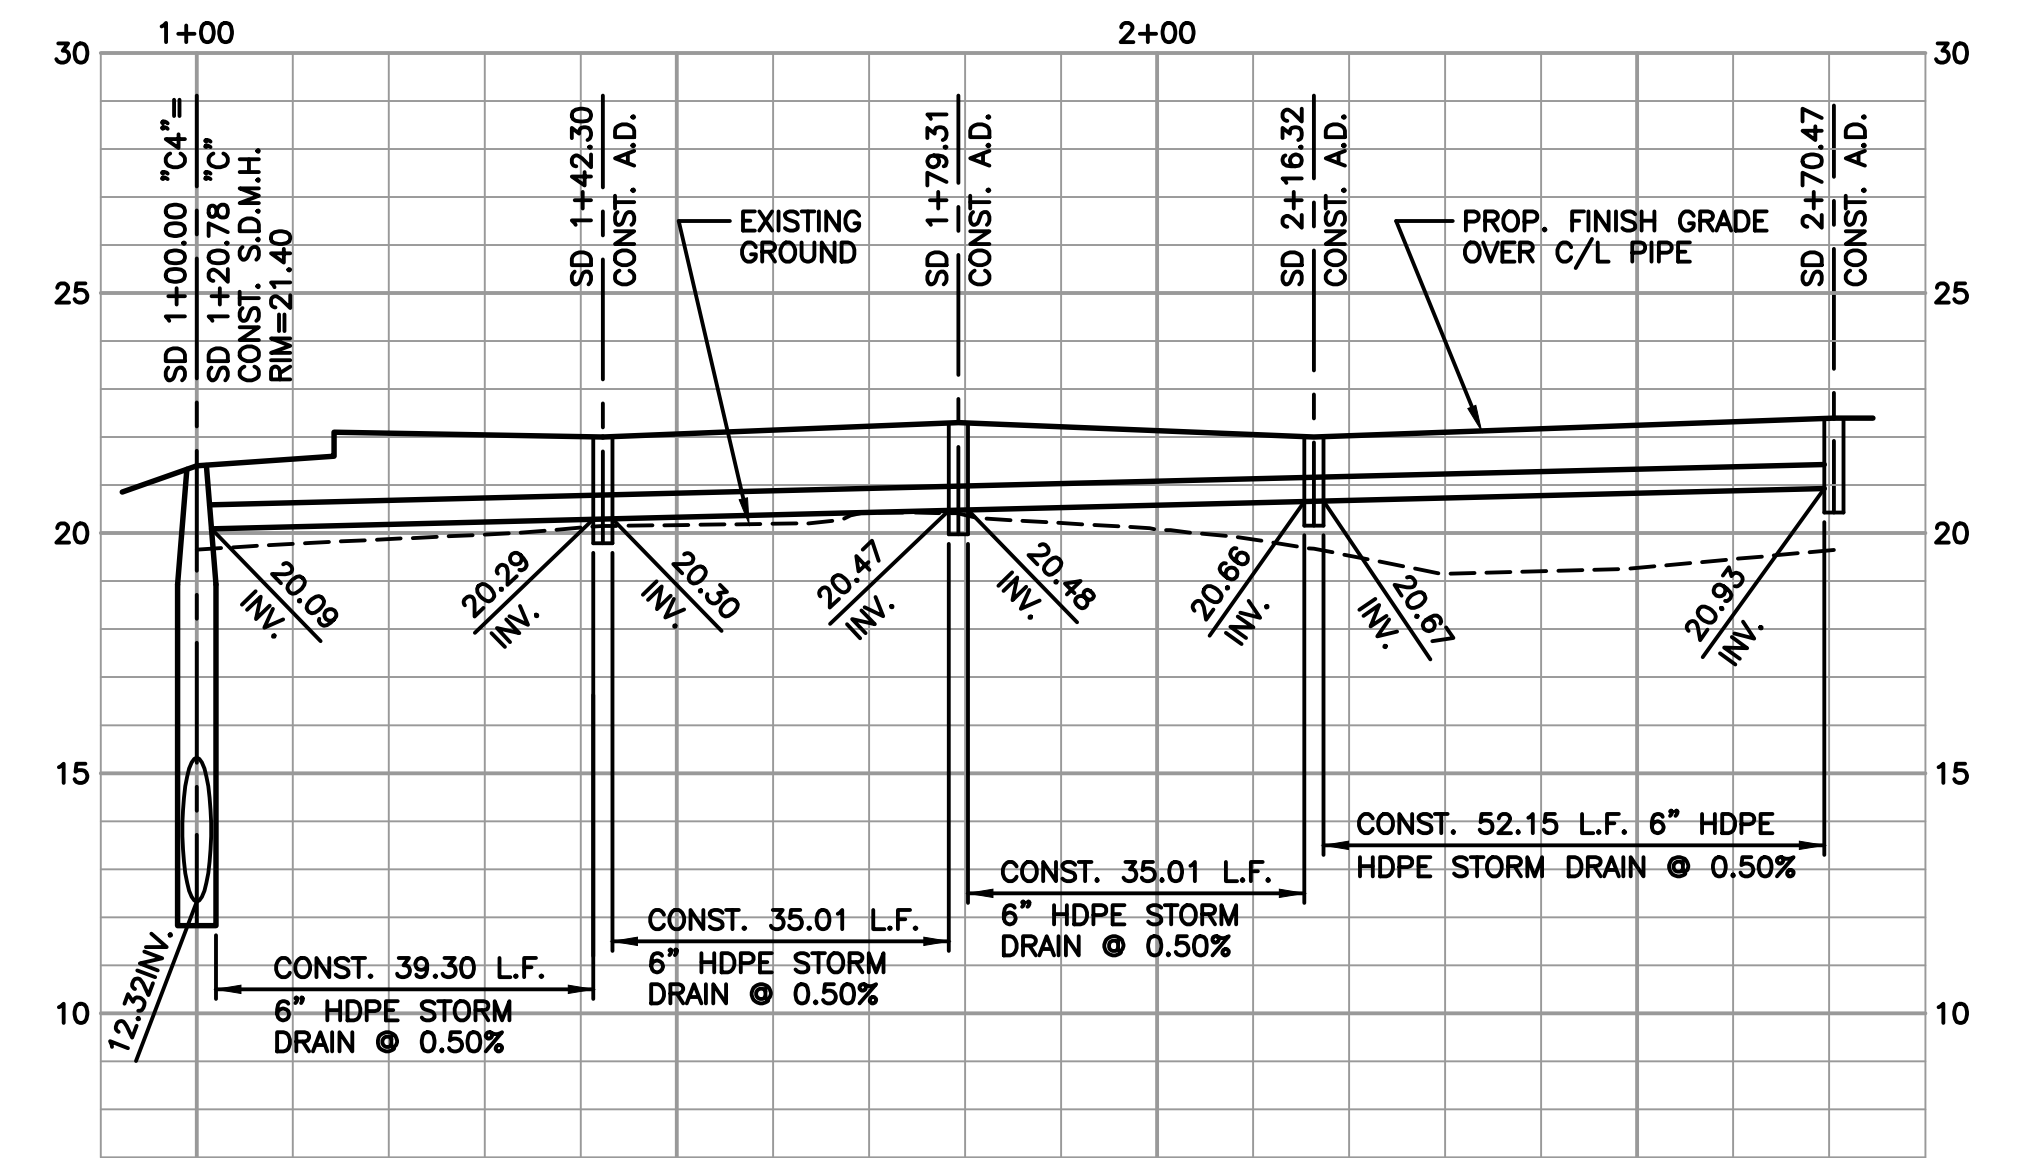 1+00
2+00
30
30
SD 1+00.00 "C4"=
SD 1+20.78 "C"
CONST. S.D.M.H.
RIM=21.40
SD 1+42.30
CONST. A.D.
SD 1+79.31
CONST. A.D.
SD 2+16.32
CONST. A.D.
SD 2+70.47
CONST. A.D.
EXISTING
GROUND
PROP. FINISH GRADE
OVER C/L PIPE
25
25
20
20
20.09
INV.
20.29
INV.
20.30
INV.
20.47
INV.
20.48
INV.
20.66
INV.
20.67
INV.
20.93
INV.
15
15
CONST. 52.15 L.F. 6" HDPE
HDPE STORM DRAIN @ 0.50%
CONST. 35.01 L.F.
6" HDPE STORM
DRAIN @ 0.50%
CONST. 35.01 L.F.
6" HDPE STORM
DRAIN @ 0.50%
CONST. 39.30 L.F.
6" HDPE STORM
DRAIN @ 0.50%
12.32INV.
10
10